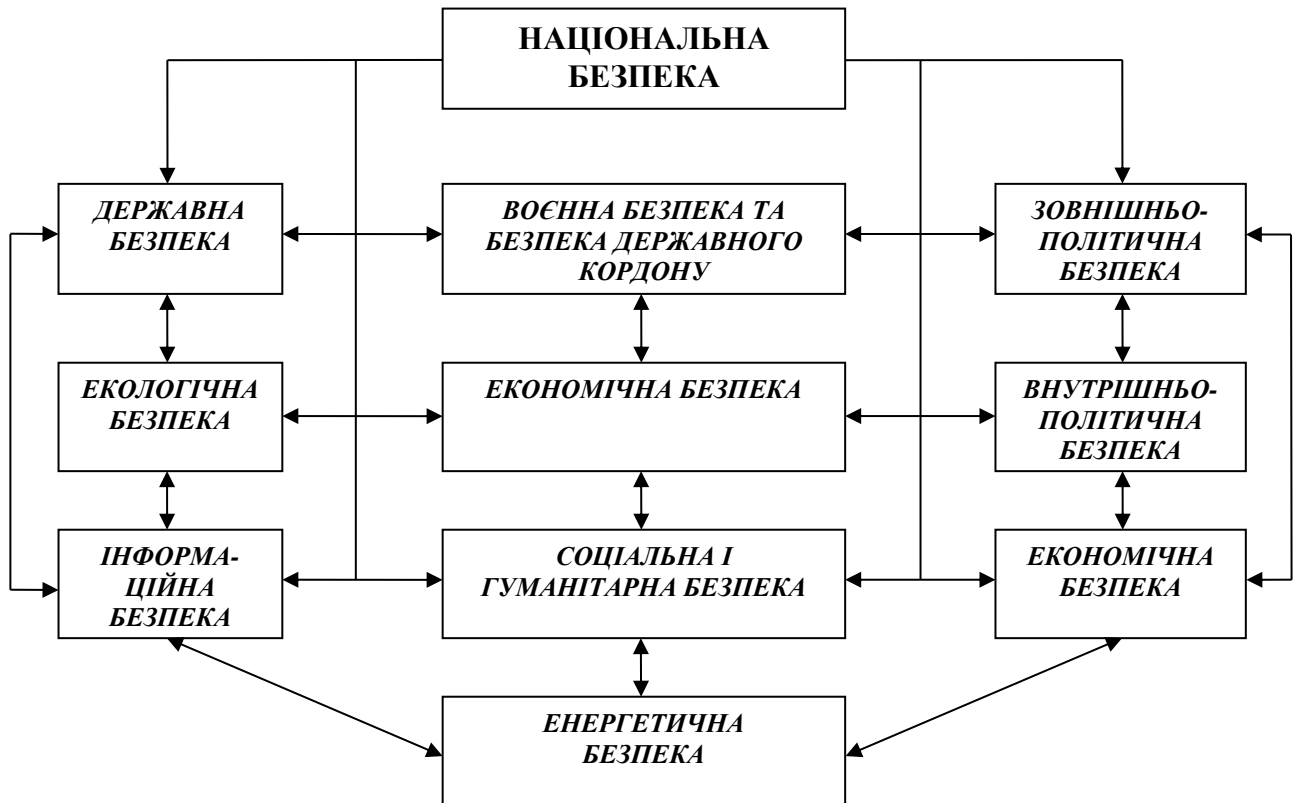 НАЦІОНАЛЬНА
БЕЗПЕКА
ДЕРЖАВНА
БЕЗПЕКА
ВОЄННА БЕЗПЕКА ТА
БЕЗПЕКА ДЕРЖАВНОГО
КОРДОНУ
ЗОВНІШНЬО-
ПОЛІТИЧНА
БЕЗПЕКА
ЕКОЛОГІЧНА
БЕЗПЕКА
ЕКОНОМІЧНА БЕЗПЕКА
ВНУТРІШНЬО-
ПОЛІТИЧНА
БЕЗПЕКА
ІНФОРМА-
ЦІЙНА
БЕЗПЕКА
СОЦІАЛЬНА І
ГУМАНІТАРНА БЕЗПЕКА
ЕКОНОМІЧНА
БЕЗПЕКА
ЕНЕРГЕТИЧНА
БЕЗПЕКА